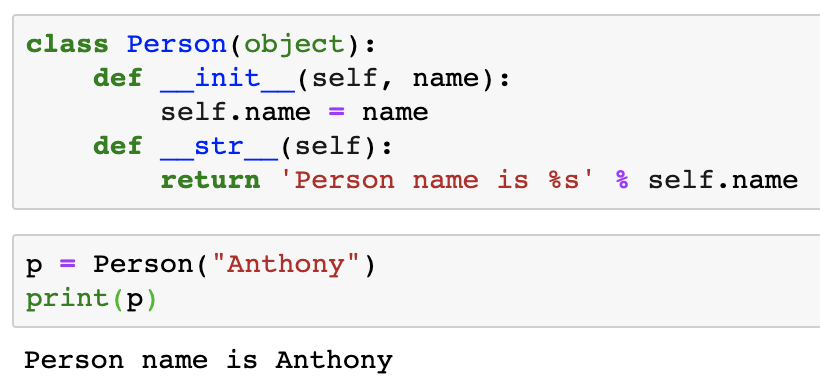 class Person(object):
    def __init__(self, name):
        self.name = name
    def __str__(self):
        return 'Person name is %s' % self.name
p = Person("Anthony")
print(p)
Person name is Anthony